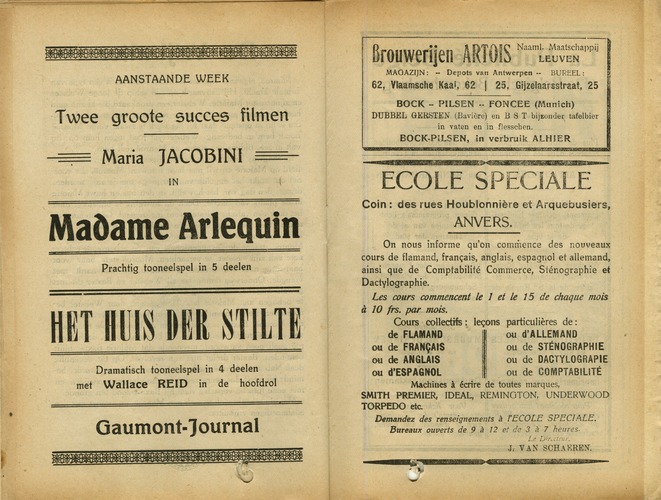 AANSTAANDE WEEK
Twee groote succes filmen
Maria JACOBINI
IN
Madame Arlequin
Prachtig tooneelspel in 5 deelen
HET HUIS DER STILTE
Dramatisch tooneelspel in 4 deelen
met Wallace REID in de hoofdrol
Gaumont-Journal
Brouwerijen ARTOIS Naaml. Maatschappij
LEUVEN
MAGAZIJN: -- Depots van Antwerpen -- BUREEL:
62, Vlaamsche Kaai, 62 | 25, Gijzelaarsstraat, 25
BOCK -- PILSEN -- FONCEE (Munich)
DUBBEL GERSTEN (Bavière) en B S T bijzonder tafelbier
in vaten en in flesschen.
BOCK-PILSEN, in verbruik ALHIER
ECOLE SPECIALE
Coin: des rues Houblonnière et Arquebusiers,
ANVERS.
On nous informe qu'on commence des nouveaux
cours de flamand, français, anglais, espagnol et allemand,
ainsi que de Comptabilité Commerce, Sténographie et
Dactylographie.
Les cours commencent le 1 et le 15 de chaque mois
à 10 frs. par mois.
Cours collectifs; leçons particulières de:
de FLAMAND ou d'ALLEMAND
ou de FRANÇAIS ou de STÉNOGRAPHIE
ou de ANGLAIS ou de DACTYLOGRAPIE
ou d'ESPAGNOL ou de COMPTABILITÉ
Machines à écrire de toutes marques.
SMITH PREMIER, IDEAL, REMINGTON, UNDERWOOD
TORPEDO etc.
Demandez des renseignements à l'ECOLE SPECIALE.
Bureaux ouverts de 9 à 12 et de 3 à 7 heures.
Le Directeur,
J. VAN SCHAEREN.